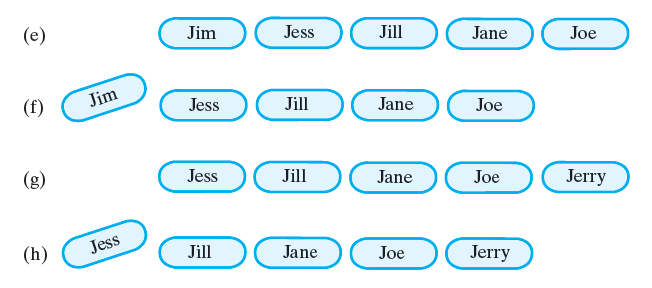 (e) Jim Jess Jill Jane Joe
(f) Jim Jess Jill Jane Joe
(g) Jess Jill Jane Joe Jerry
(h) Jess Jill Jane Joe Jerry